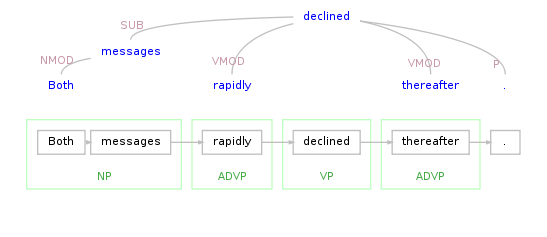 declined
SUB
messages
NMOD VMOD VMOD P
Both rapidly thereafter .
Both messages rapidly declined thereafter .
NP ADVP VP ADVP